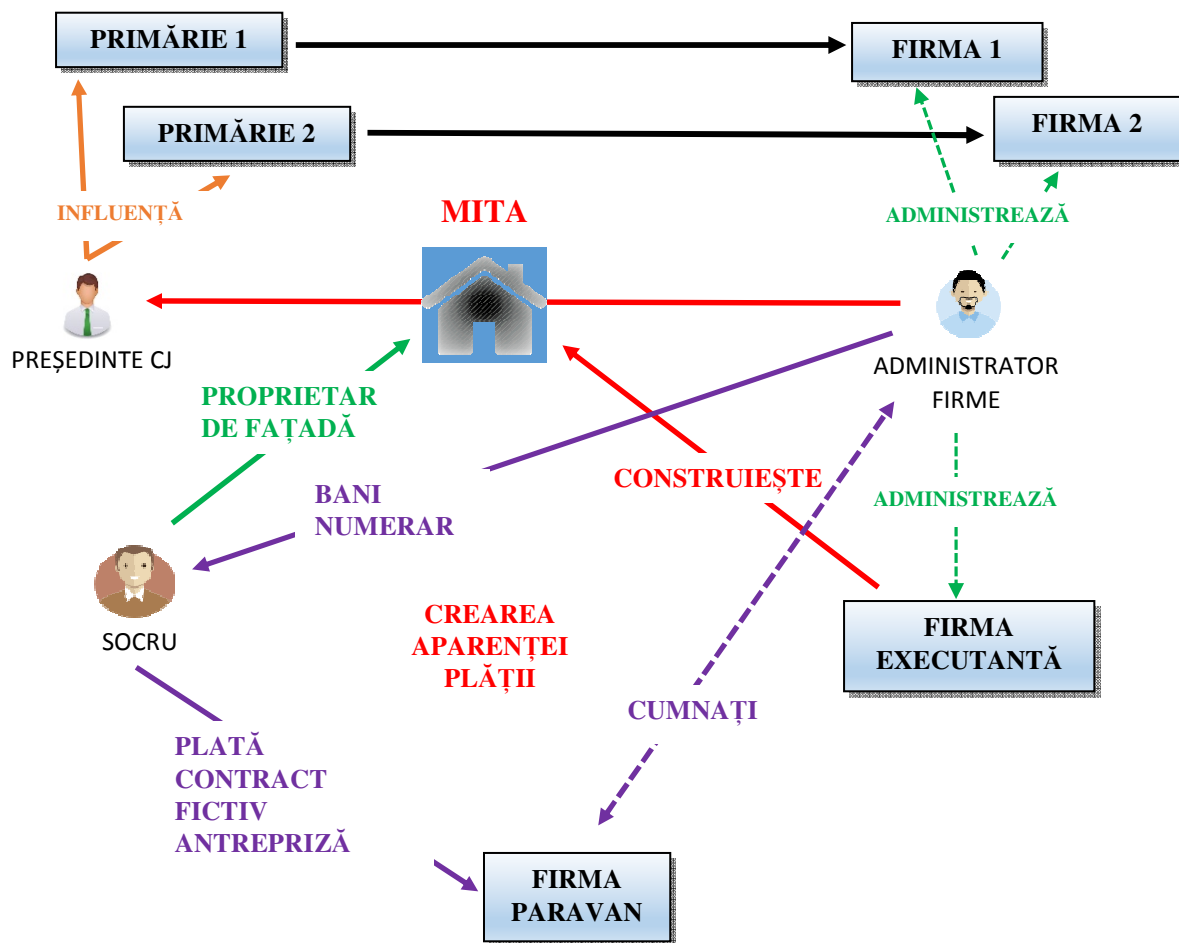 PRIMĂRIE 1
FIRMA 1
PRIMĂRIE 2
FIRMA 2
INFLUENȚĂ
MITA
ADMINISTREAZĂ
PREȘEDINTE CJ
ADMINISTRATOR
FIRME
PROPRIETAR
DE FAȚADĂ
BANI
NUMERAR
CONSTRUIEȘTE
ADMINISTREAZĂ
SOCRU
CREAREA
APARENȚEI
PLĂȚII
FIRMA
EXECUTANTĂ
CUMNAȚI
PLATĂ
CONTRACT
FICTIV
ANTREPRIZĂ
FIRMA
PARAVAN